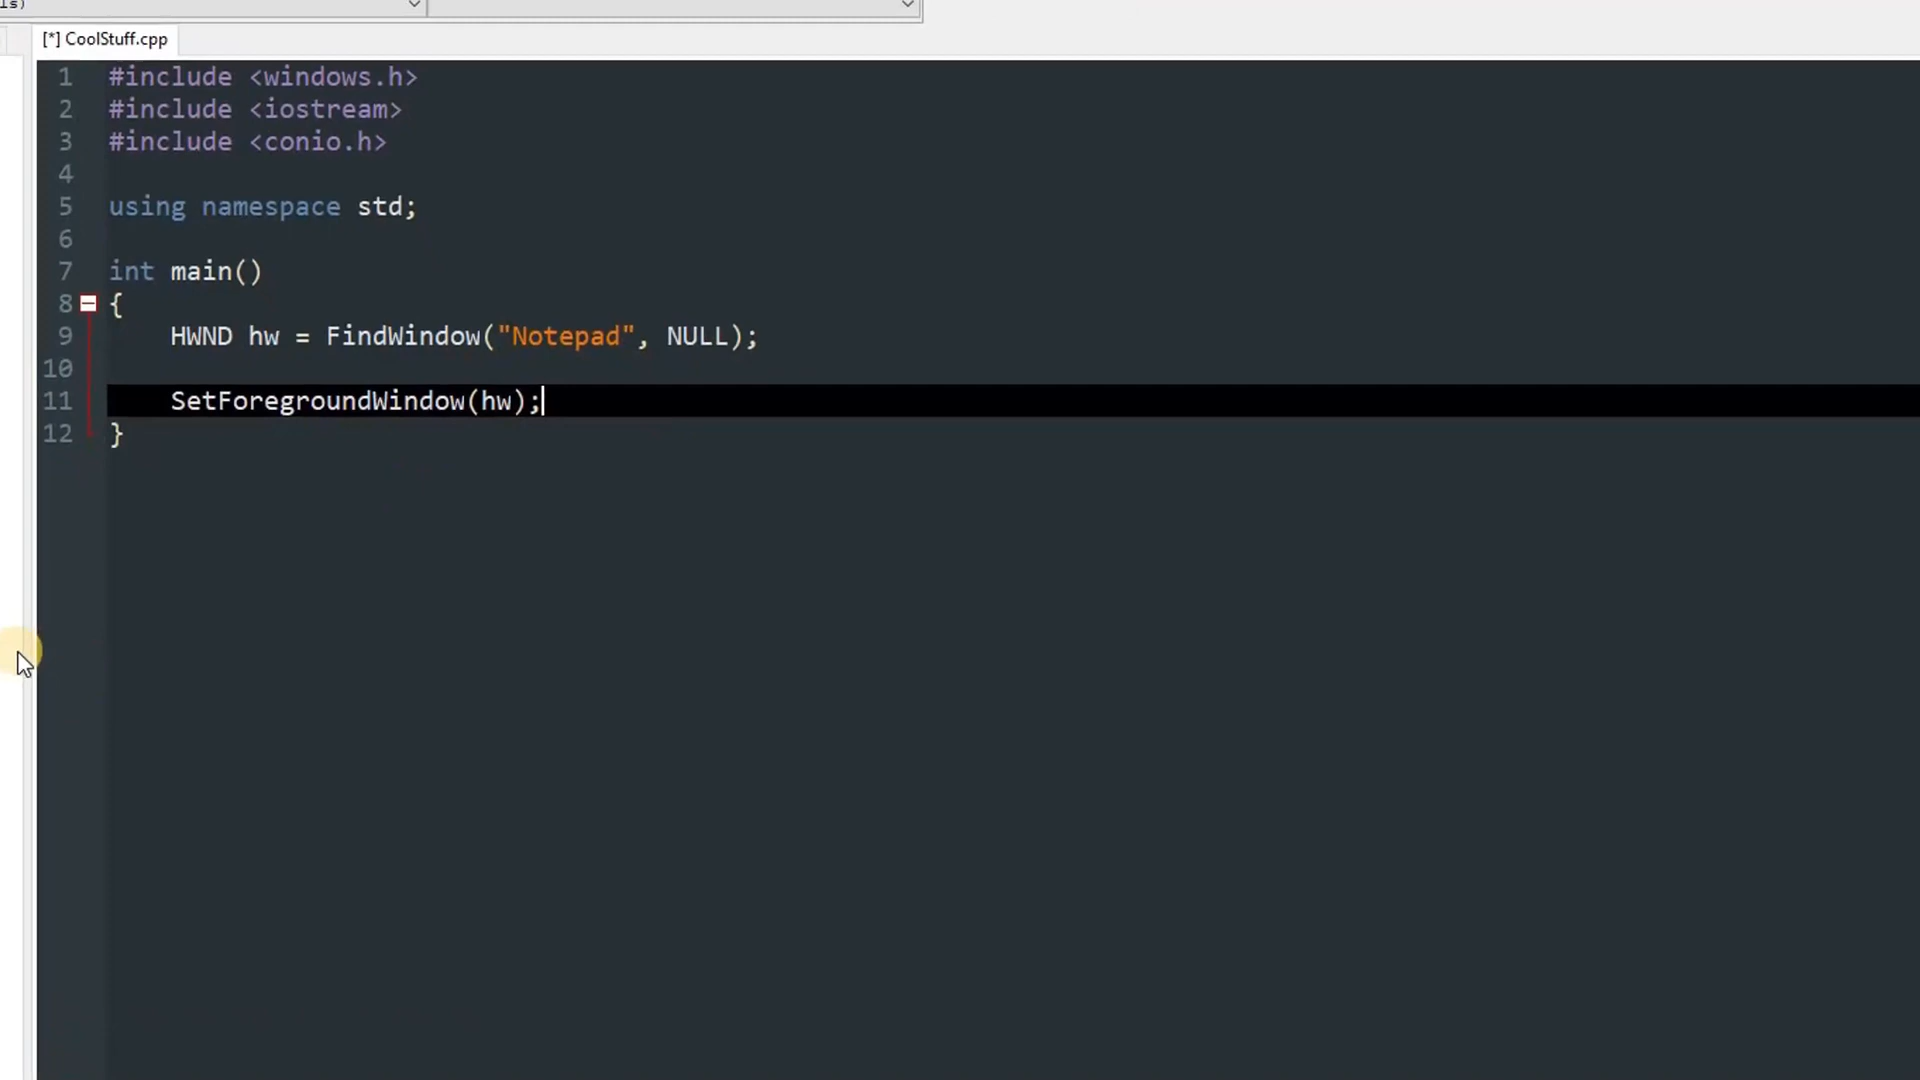 ls)
[*] CoolStuff.cpp
1 #include <windows.h>
2 #include <iostream>
3 #include <conio.h>
4
5 using namespace std;
6
7 int main()
8 {
9 HWND hw = FindWindow("Notepad", NULL);
10
11 SetForegroundWindow(hw);
12 }